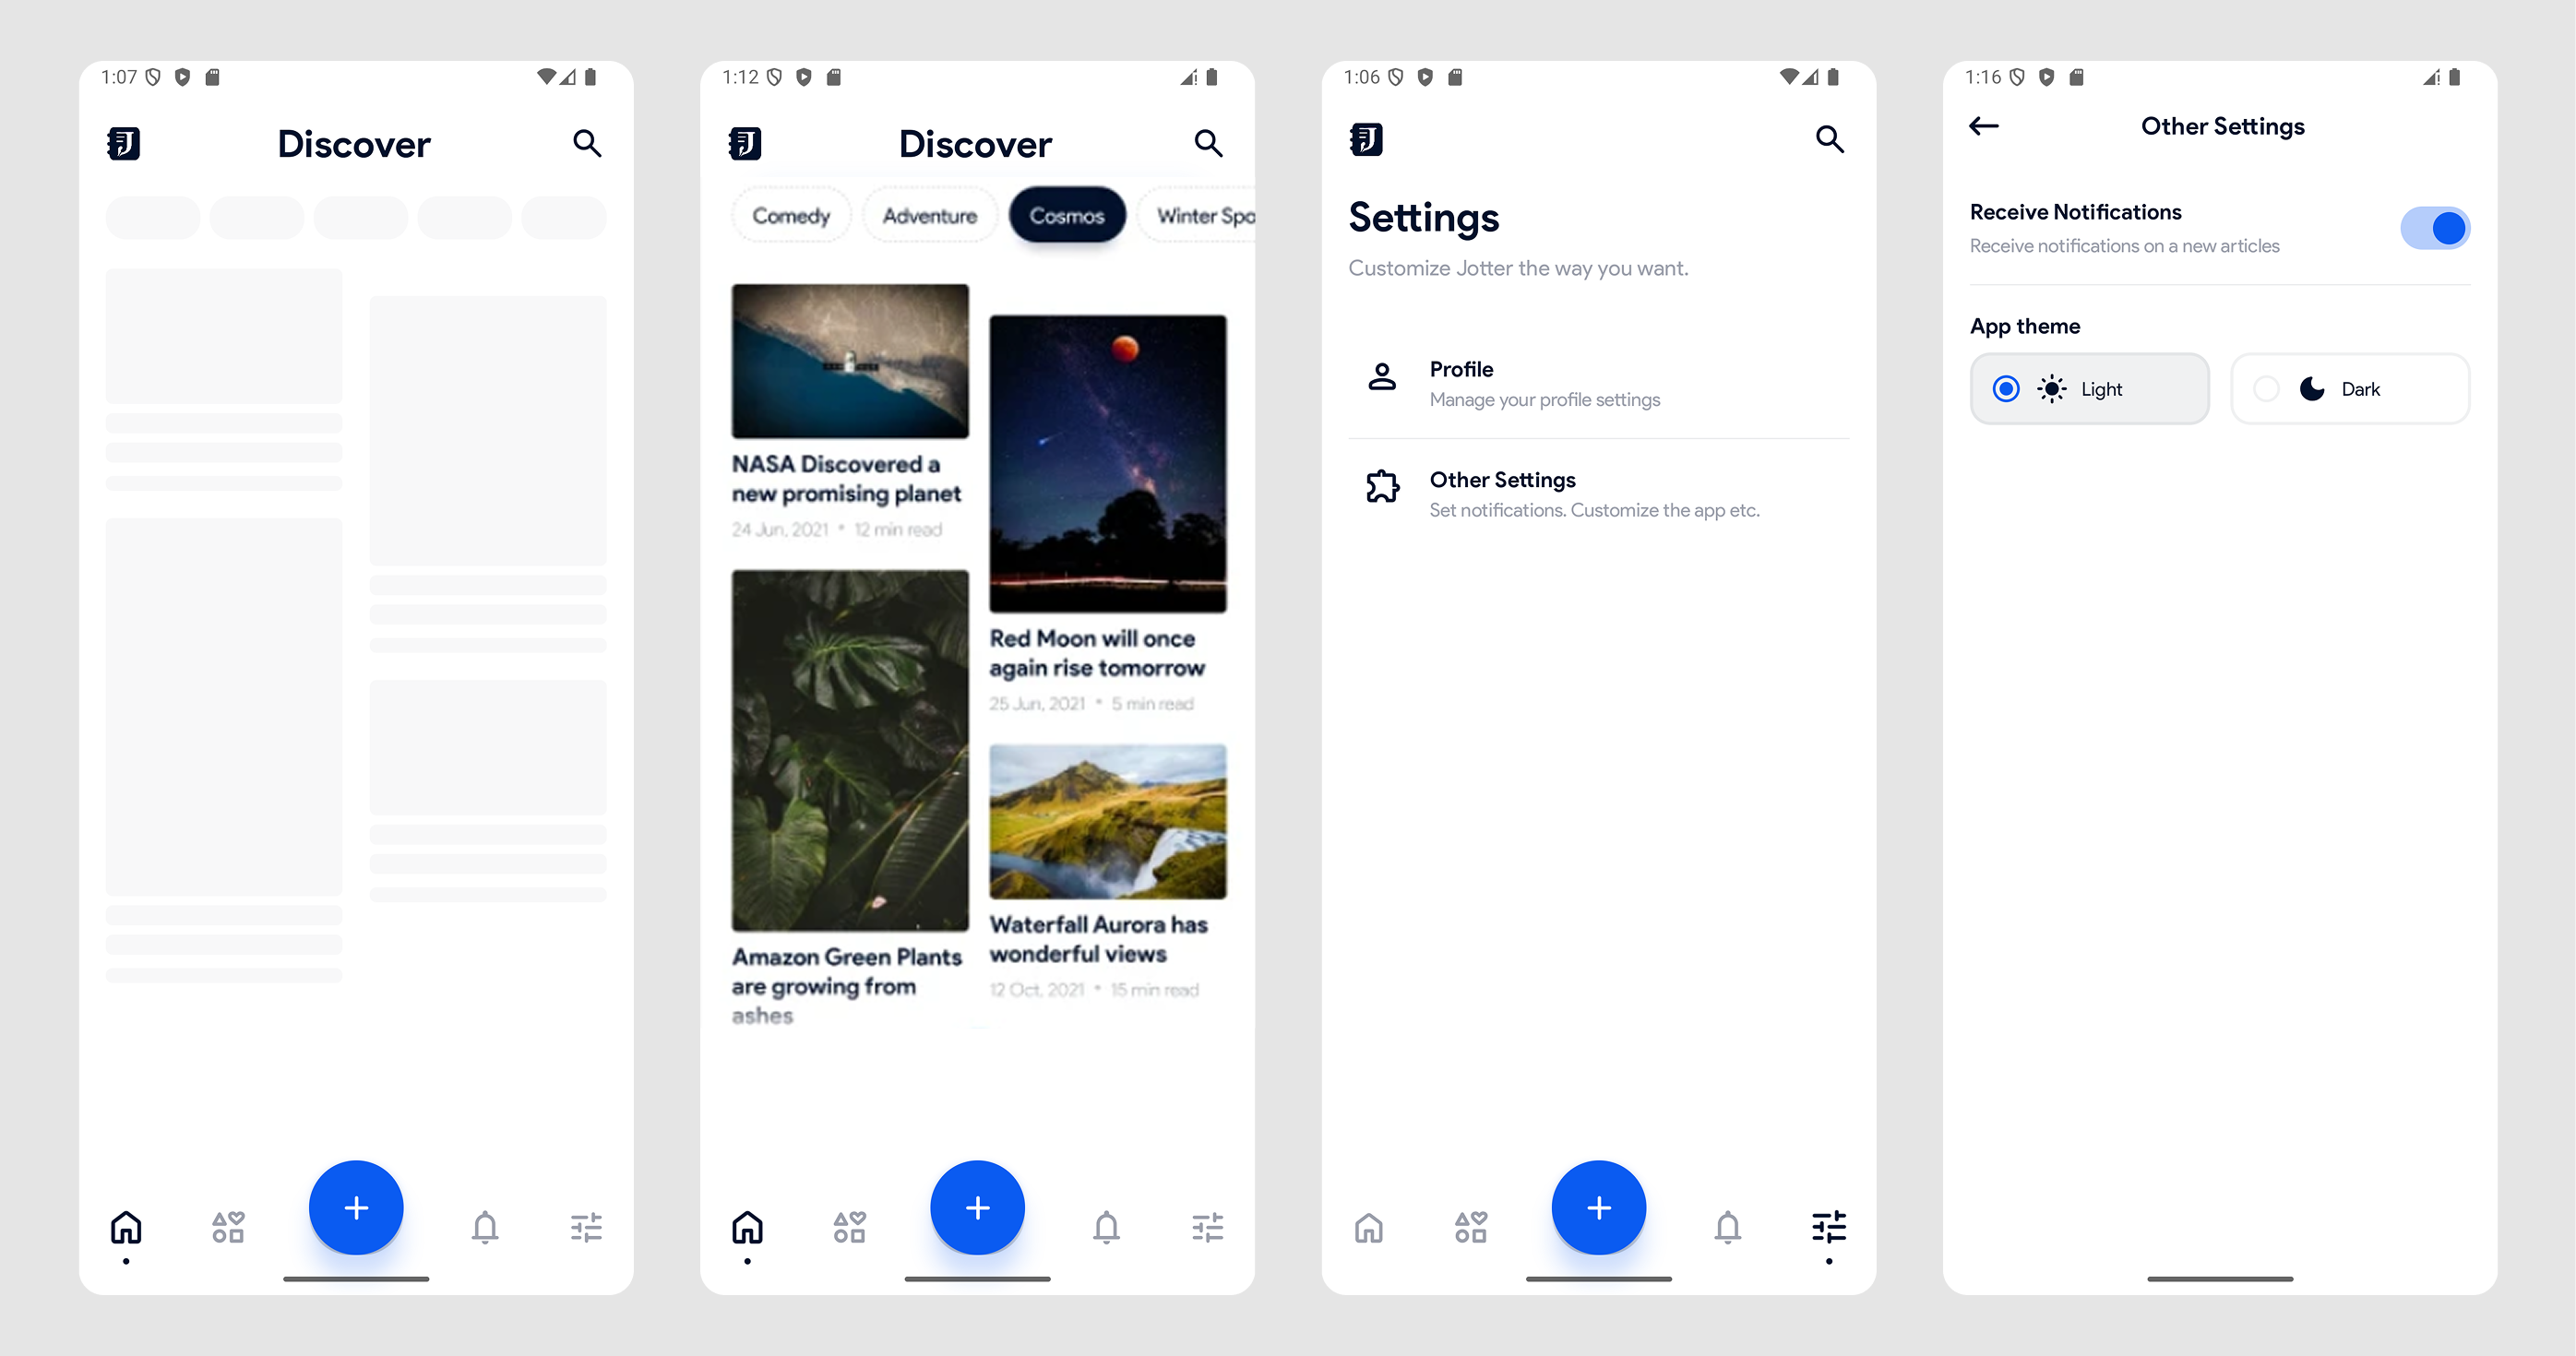 1:07
Discover
1:12
Discover
Comedy
Adventure
Cosmos
Winter Spo
NASA Discovered a
new promising planet
24 Jun, 2021 • 12 min read
Amazon Green Plants
are growing from
ashes
Red Moon will once
again rise tomorrow
25 Jun, 2021 • 5 min read
Waterfall Aurora has
wonderful views
12 Oct, 2021 • 15 min read
1:06
Settings
Customize Jotter the way you want.
Profile
Manage your profile settings
Other Settings
Set notifications. Customize the app etc.
1:16
Other Settings
Receive Notifications
Receive notifications on a new articles
App theme
Light
Dark